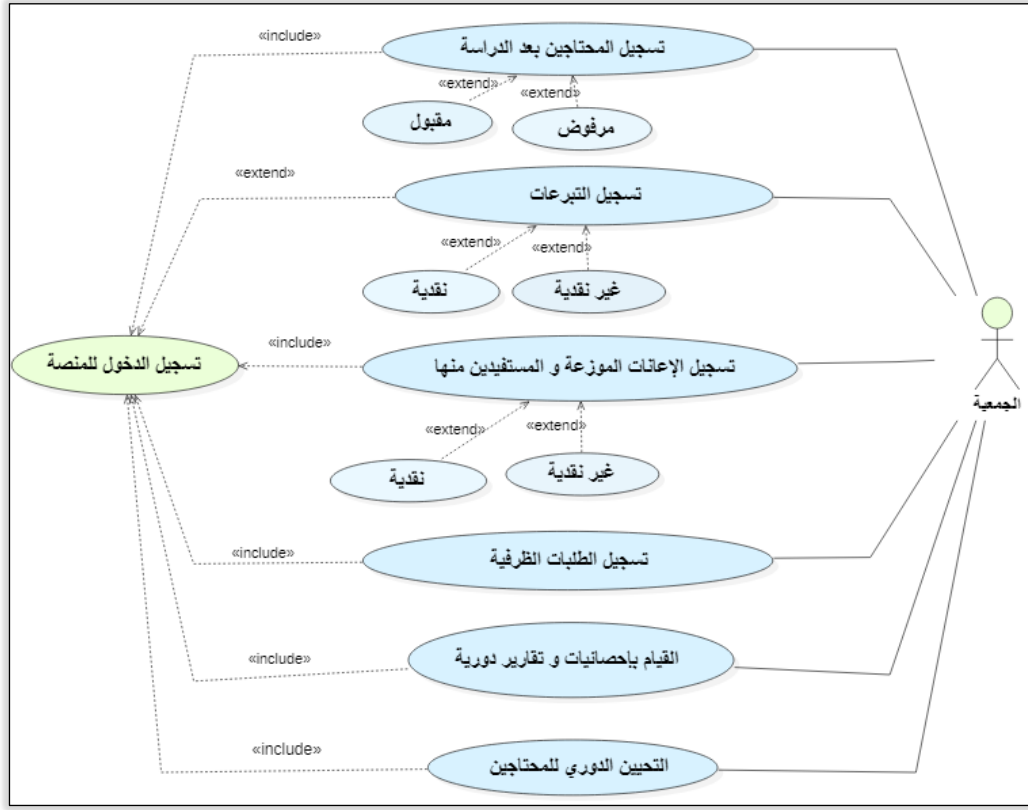 «include»
تسجيل المحتاجين بعد الدراسة
«extend»
«extend»
مقبول
مرفوض
«extend»
تسجيل التبرعات
«extend»
«extend»
نقدية
غير نقدية
«include»
تسجيل الدخول للمنصة
تسجيل الإعانات الموزعة و المستفيدين منها
الجمعية
«extend»
«extend»
نقدية
غير نقدية
«include»
تسجيل الطلبات الظرفية
«include»
القيام بإحصائيات و تقارير دورية
«include»
التحيين الدوري للمحتاجين